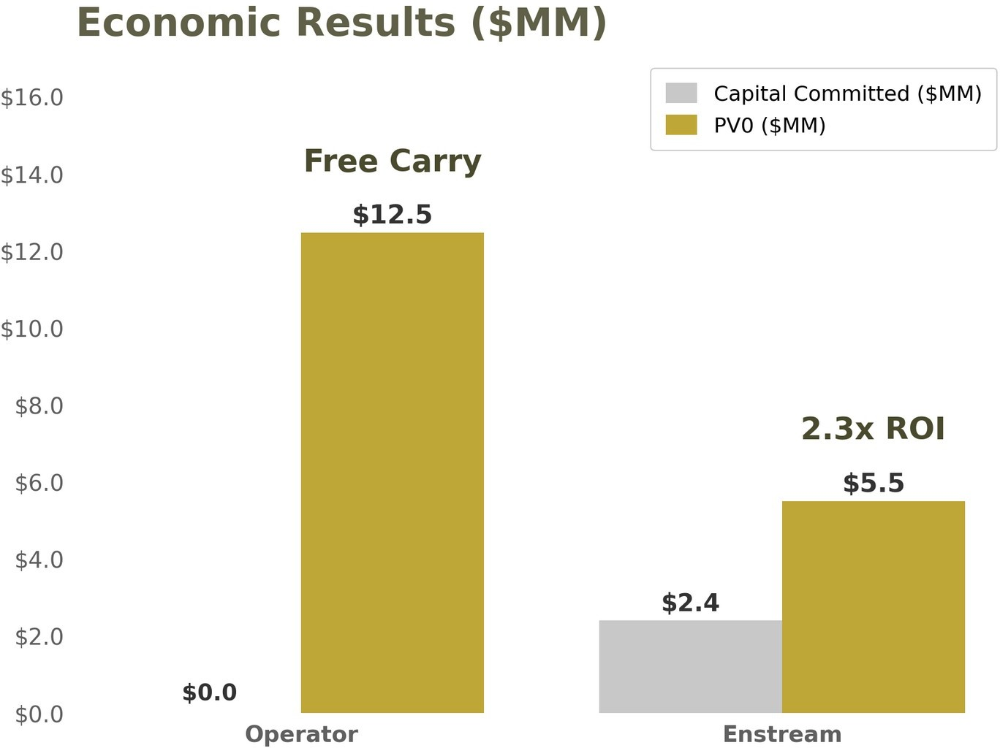 Economic Results ($MM)
Capital Committed ($MM)
PV0 ($MM)
$16.0
$14.0
$12.0
$10.0
$8.0
$6.0
$4.0
$2.0
$0.0
Free Carry
$12.5
$0.0
2.3x ROI
$5.5
$2.4
Operator
Enstream